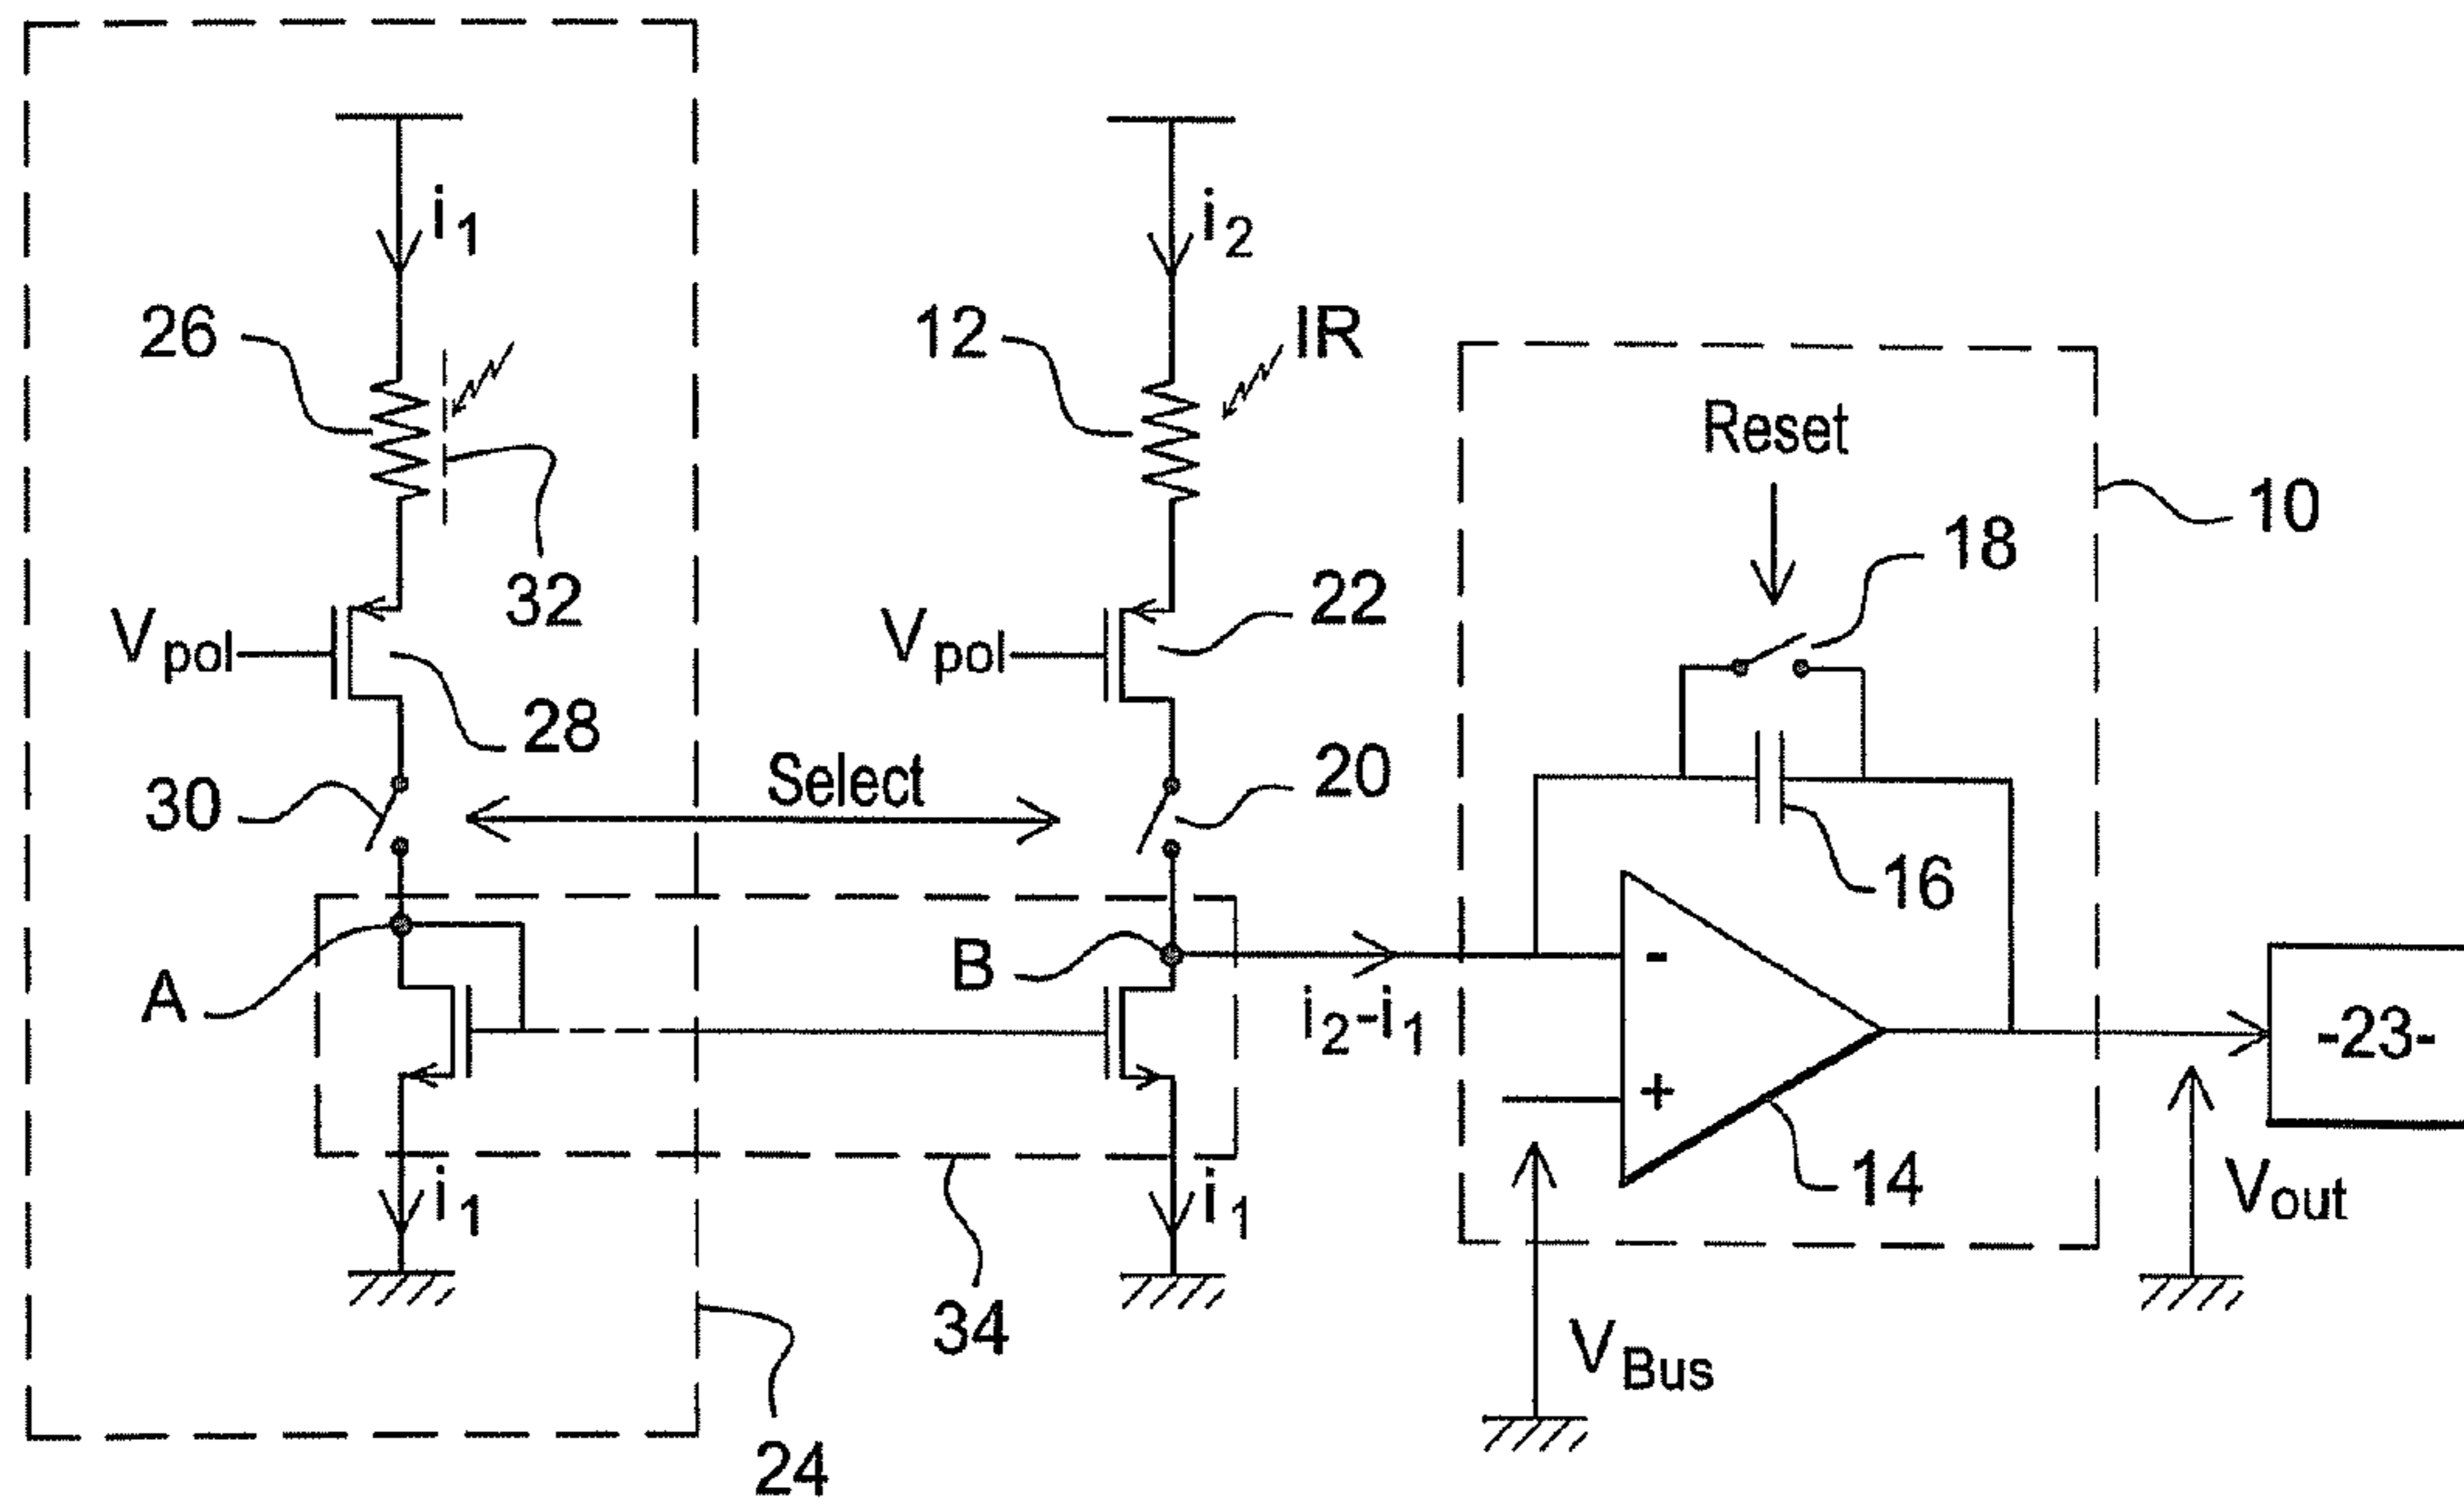 i1
i2
26
12
IR
Reset
10
18
32
22
Vpol
Vpol
28
Select
30
20
16
A
B
-
i2-i1
+
-23-
14
i1
i1
Vout
34
VBus
24